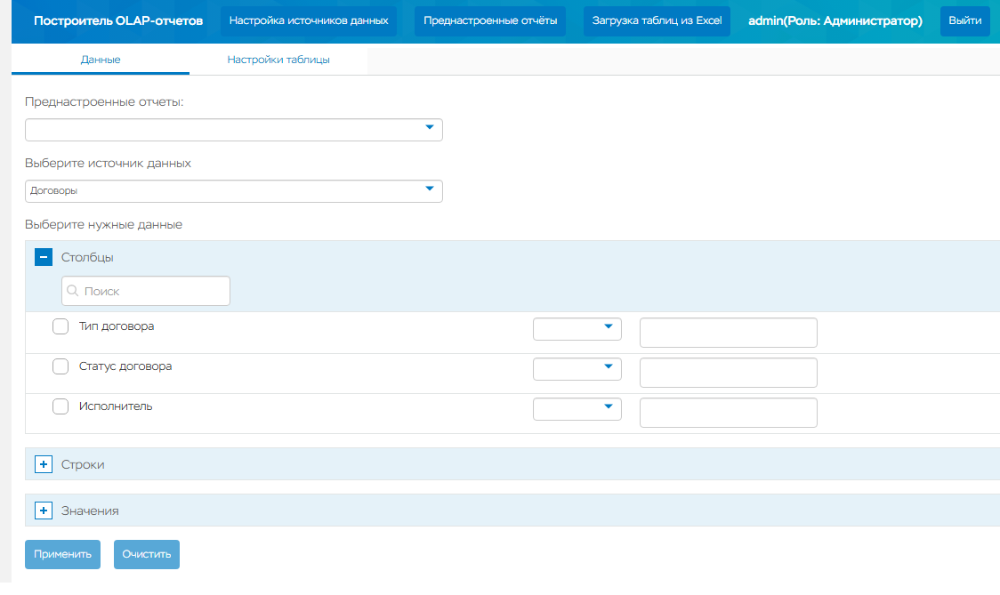 Построитель OLAP-отчетов Настройка источников данных Преднастроенные отчёты Загрузка таблиц из Excel admin(Роль: Администратор) Выйти
Данные Настройки таблицы
Преднастроенные отчеты:
Выберите источник данных
Договоры
Выберите нужные данные
Столбцы
Поиск
Тип договора
Статус договора
Исполнитель
Строки
Значения
Применить Очистить